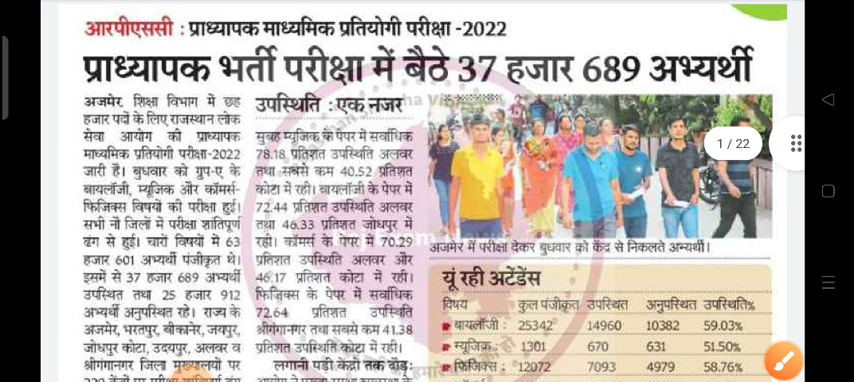 आरपीएससी : प्राध्यापक माध्यमिक प्रतियोगी परीक्षा -2022
प्राध्यापक भर्ती परीक्षा में बैठे 37 हजार 689 अभ्यर्थी
अजमेर. शिक्षा विभाग में छह
हजार पदों के लिए राजस्थान लोक
सेवा आयोग की प्राध्यापक
माध्यमिक प्रतियोगी परीक्षा-2022
जारी है। बुधवार को ग्रुप-ए के
बायलॉजी, म्यूजिक और कॉमर्स-
फिजिक्स विषयों की परीक्षा हुई।
सभी नौ जिलों में परीक्षा शांतिपूर्ण
ढंग से हुई। चारों विषयों में 63
हजार 601 अभ्यर्थी पंजीकृत थे।
इसमें से 37 हजार 689 अभ्यर्थी
उपस्थित तथा 25 हजार 912
अभ्यर्थी अनुपस्थित रहे। राज्य के
अजमेर, भरतपुर, बीकानेर, जयपुर,
जोधपुर कोटा, उदयपुर, अलवर व
श्रीगंगानगर जिला मुख्यालयों पर
उपस्थिति : एक नजर
सुबह म्यूजिक के पेपर में सर्वाधिक
78.18 प्रतिशत उपस्थिति अलवर
तथा सबसे कम 40.52 प्रतिशत
कोटा में रही। बायलॉजी के पेपर में
72.44 प्रतिशत उपस्थिति अलवर
तथा 46.33 प्रतिशत जोधपुर में
रही। कॉमर्स के पेपर में 70.29
प्रतिशत उपस्थिति अलवर और
46.17 प्रतिशत कोटा में रही।
फिजिक्स के पेपर में सर्वाधिक
72.64 प्रतिशत उपस्थिति
श्रीगंगानगर तथा सबसे कम 41.38
प्रतिशत उपस्थिति कोटा में रही।
लगानी पड़ी केंद्रों तक दौड़:
1 / 22
अजमेर में परीक्षा देकर बुधवार को केंद्र से निकलते अभ्यर्थी।
यूं रही अटेंडेंस
विषय कुल पंजीकृत उपस्थित अनुपस्थित उपस्थिति%
बायलॉजी : 25342 14960 10382 59.03%
म्यूजिक : 1301 670 631 51.50%
फिजिक्स : 12072 7093 4979 58.76%